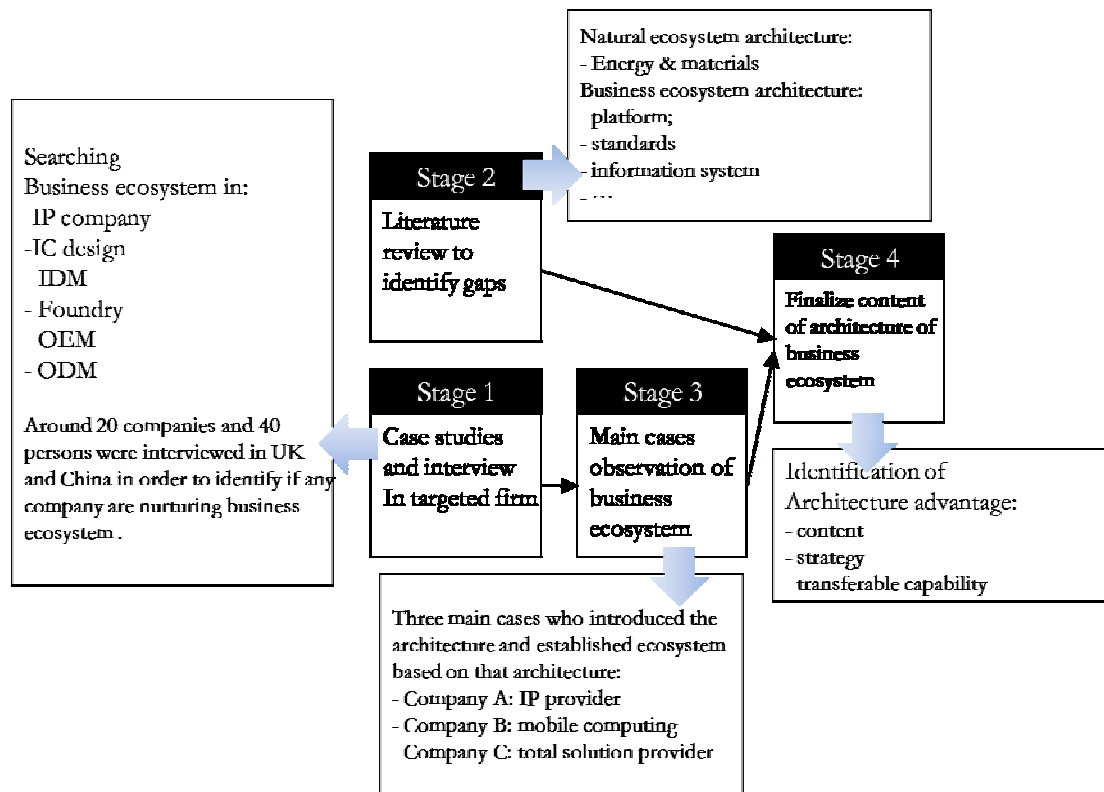 Natural ecosystem architecture:
- Energy & materials
Business ecosystem architecture:
platform;
- standards
- information system
- ...
Searching
Business ecosystem in:
IP company
-IC design
IDM
- Foundry
OEM
- ODM
Around 20 companies and 40
persons were interviewed in UK
and China in order to identify if any
company are nurturing business
ecosystem .
Stage 2
Literature
review to
identify gaps
Stage 4
Finalize content
of architecture of
business
ecosystem
Stage 1
Case studies
and interview
In targeted firm
Stage 3
Main cases
observation of
business
ecosystem
Identification of
Architecture advantage:
- content
- strategy
transferable capability
Three main cases who introduced the
architecture and established ecosystem
based on that architecture:
- Company A: IP provider
- Company B: mobile computing
Company C: total solution provider